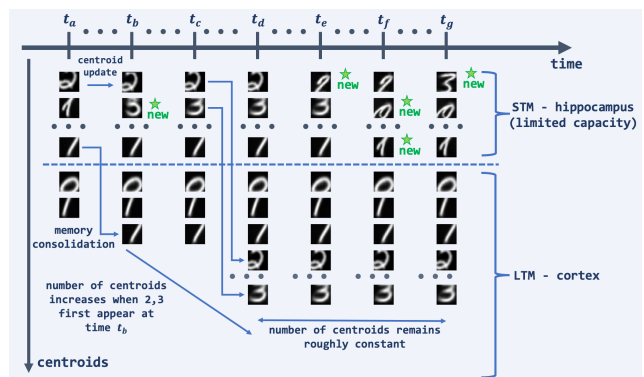 t_a t_b t_c t_d t_e t_f t_g
time
centroid
update
new
new
new
new
new
STM - hippocampus
(limited capacity)
memory
consolidation
LTM - cortex
number of centroids
increases when 2,3
first appear at
time t_b
number of centroids remains
roughly constant
centroids